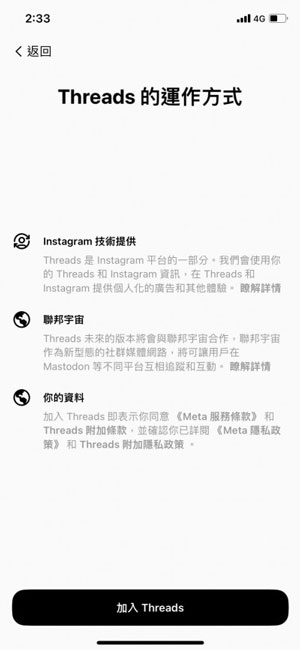 2:33
4G
返回
Threads 的運作方式
Instagram 技術提供
Threads 是 Instagram 平台的一部分。我們會使用你
的 Threads 和 Instagram 資訊，在 Threads 和
Instagram 提供個人化的廣告和其他體驗。瞭解詳情
聯邦宇宙
Threads 未來的版本將會與聯邦宇宙合作，聯邦宇宙
作為新型態的社群媒體網路，將可讓用戶在
Mastodon 等不同平台互相追蹤和互動。瞭解詳情
你的資料
加入 Threads 即表示你同意《Meta 服務條款》和
Threads 附加條款，並確認你已詳閱《Meta 隱私政
策》和 Threads 附加隱私政策 。
加入 Threads